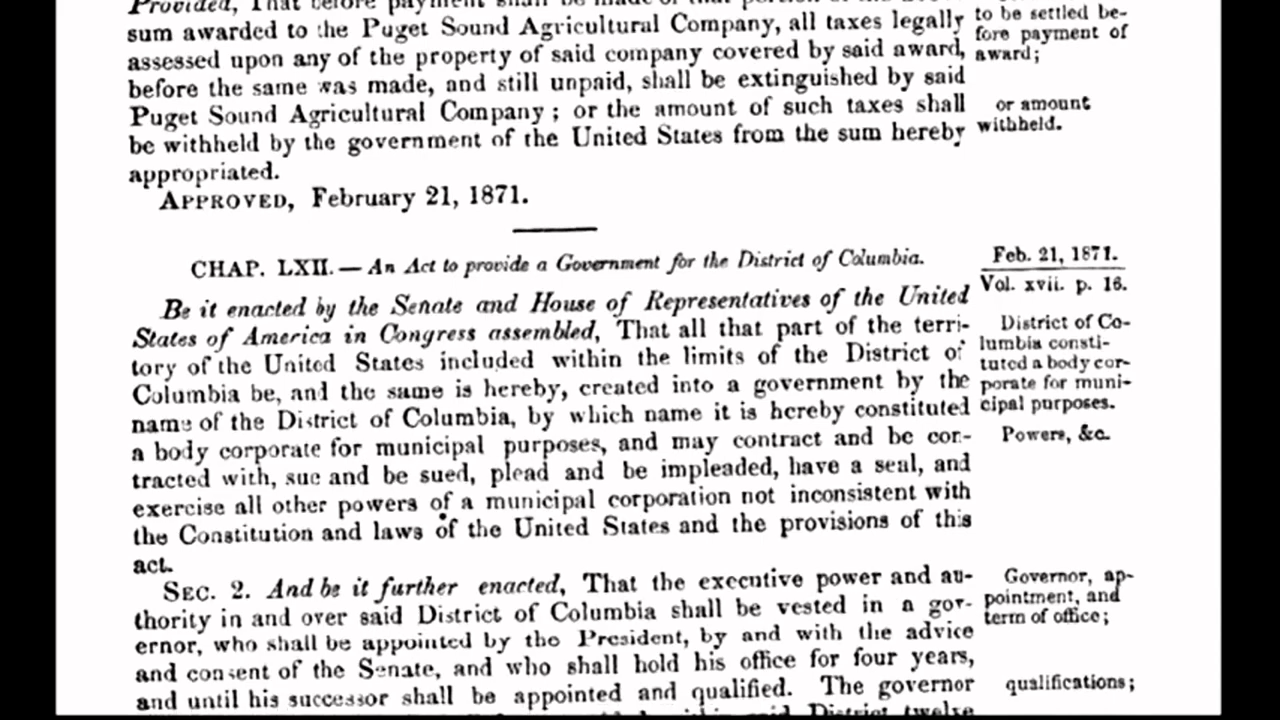 Provided, That before payment shall be made of that portion of the
sum awarded to the Puget Sound Agricultural Company, all taxes legally
assessed upon any of the property of said company covered by said award,
before the same was made, and still unpaid, shall be extinguished by said
Puget Sound Agricultural Company; or the amount of such taxes shall
be withheld by the government of the United States from the sum hereby
appropriated.
APPROVED, February 21, 1871.
to be settled be-
fore payment of
award;
or amount
withheld.
CHAP. LXII. — An Act to provide a Government for the District of Columbia.
Be it enacted by the Senate and House of Representatives of the United
States of America in Congress assembled, That all that part of the terri-
tory of the United States included within the limits of the District of
Columbia be, and the same is hereby, created into a government by the
name of the District of Columbia, by which name it is hereby constituted
a body corporate for municipal purposes, and may contract and be con-
tracted with, sue and be sued, plead and be impleaded, have a seal, and
exercise all other powers of a municipal corporation not inconsistent with
the Constitution and laws of the United States and the provisions of this
act.
Feb. 21, 1871.
Vol. xvii. p. 16.
District of Co-
lumbia consti-
tuted a body cor-
porate for muni-
cipal purposes.
Powers, &c.
SEC. 2. And be it further enacted, That the executive power and au-
thority in and over said District of Columbia shall be vested in a gov-
ernor, who shall be appointed by the President, by and with the advice
and consent of the Senate, and who shall hold his office for four years,
and until his successor shall be appointed and qualified. The governor
said District twelve
Governor, ap-
pointment, and
term of office;
qualifications;